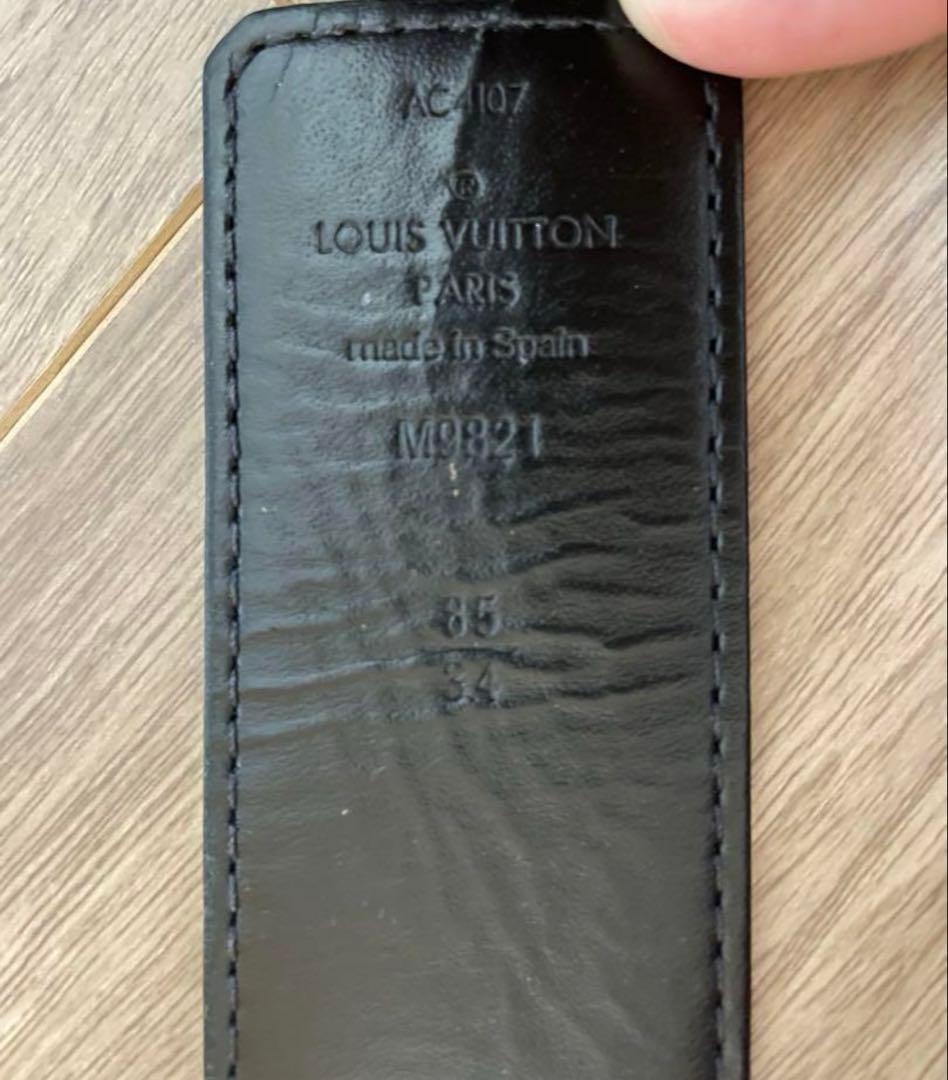 AC4107
®
LOUIS VUITTON
PARIS
made in Spain
M9821
85
34